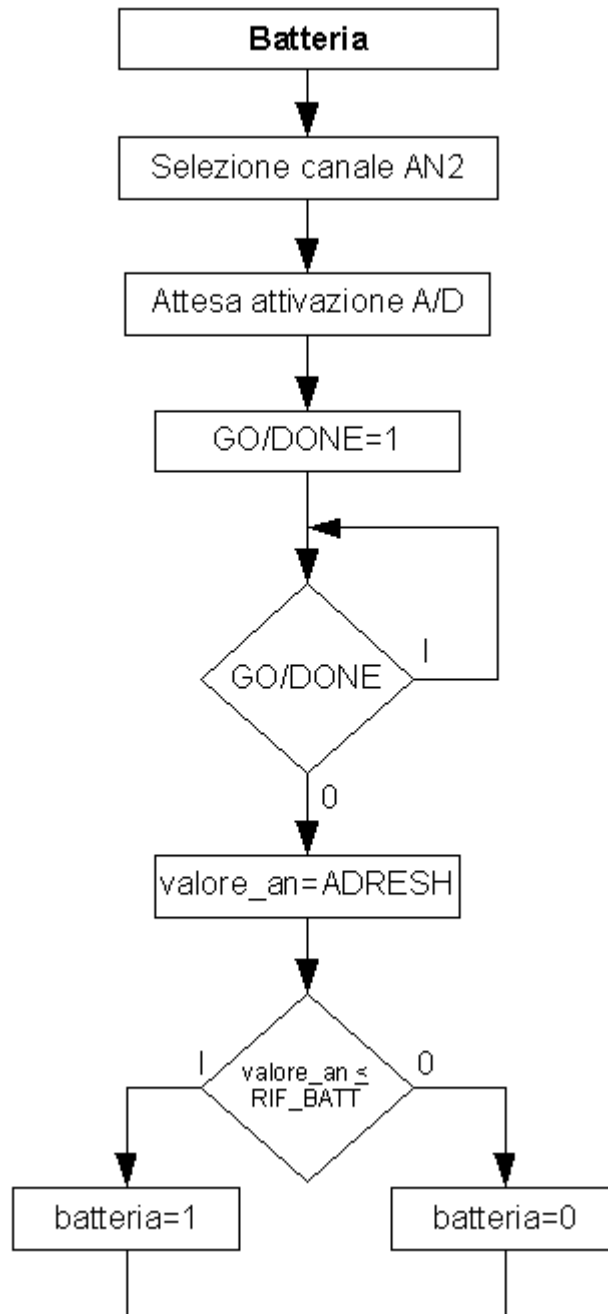 Batteria
Selezione canale AN2
Attesa attivazione A/D
GO/DONE=1
GO/DONE
I
0
valore_an=ADRESH
I
valore_an ≤
RIF_BATT
0
batteria=1
batteria=0